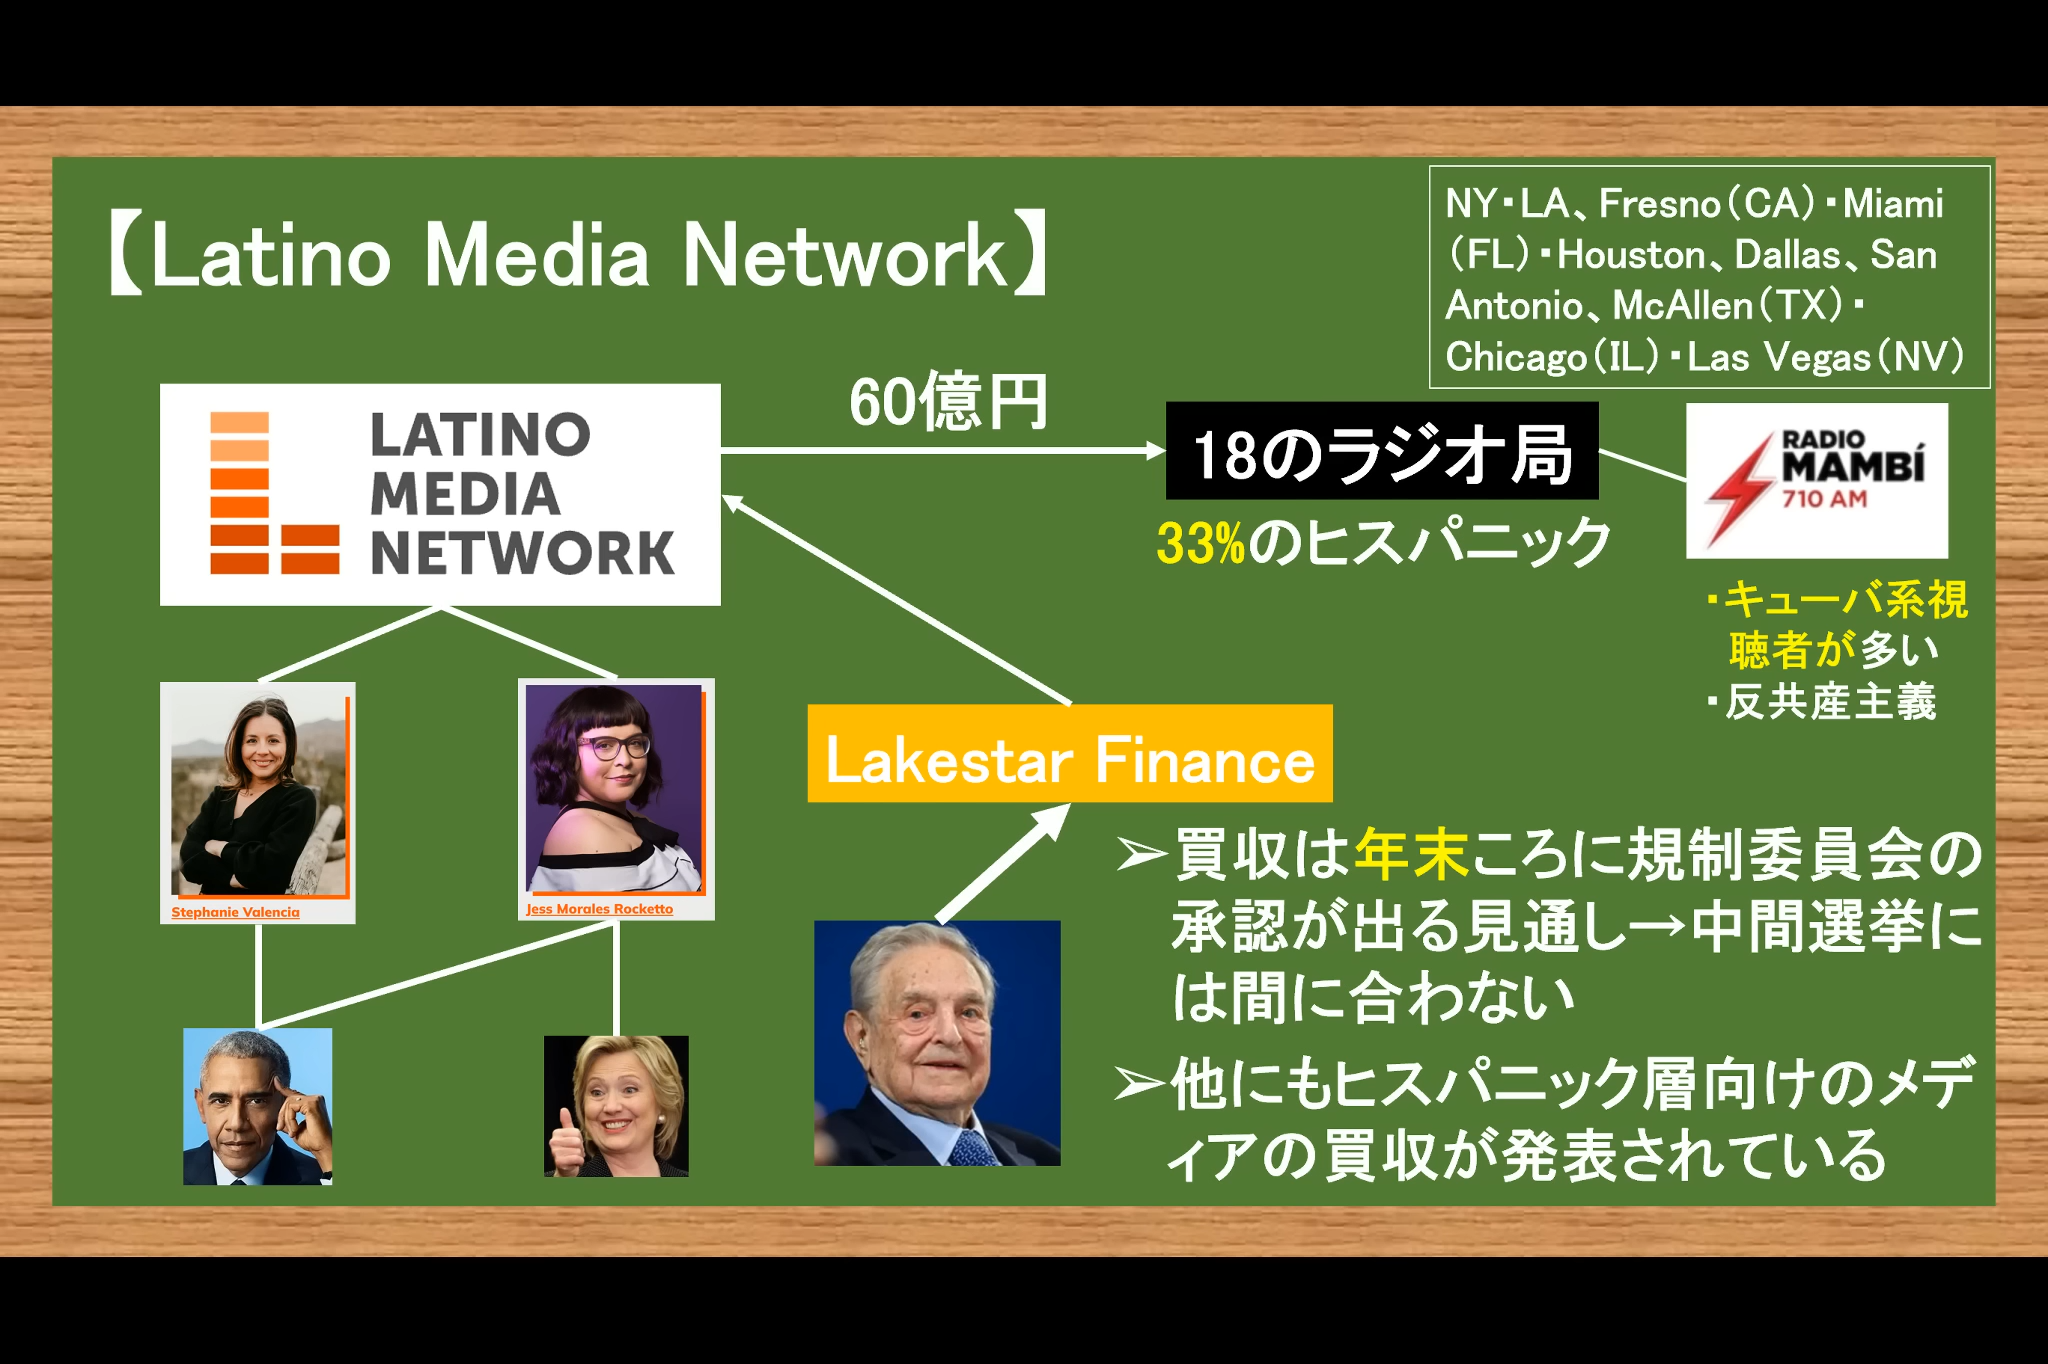 【Latino Media Network】
NY・LA、Fresno（CA）・Miami
（FL）・Houston、Dallas、San
Antonio、McAllen（TX）・
Chicago（IL）・Las Vegas（NV）
LATINO
MEDIA
NETWORK
60億円
18のラジオ局
33%のヒスパニック
RADIO
MAMBÍ
710 AM
・キューバ系視
聴者が多い
・反共産主義
Stephanie Valencia
Jess Morales Rocketto
Lakestar Finance
➢買収は年末ころに規制委員会の
承認が出る見通し→中間選挙に
は間に合わない
➢他にもヒスパニック層向けのメデ
ィアの買収が発表されている